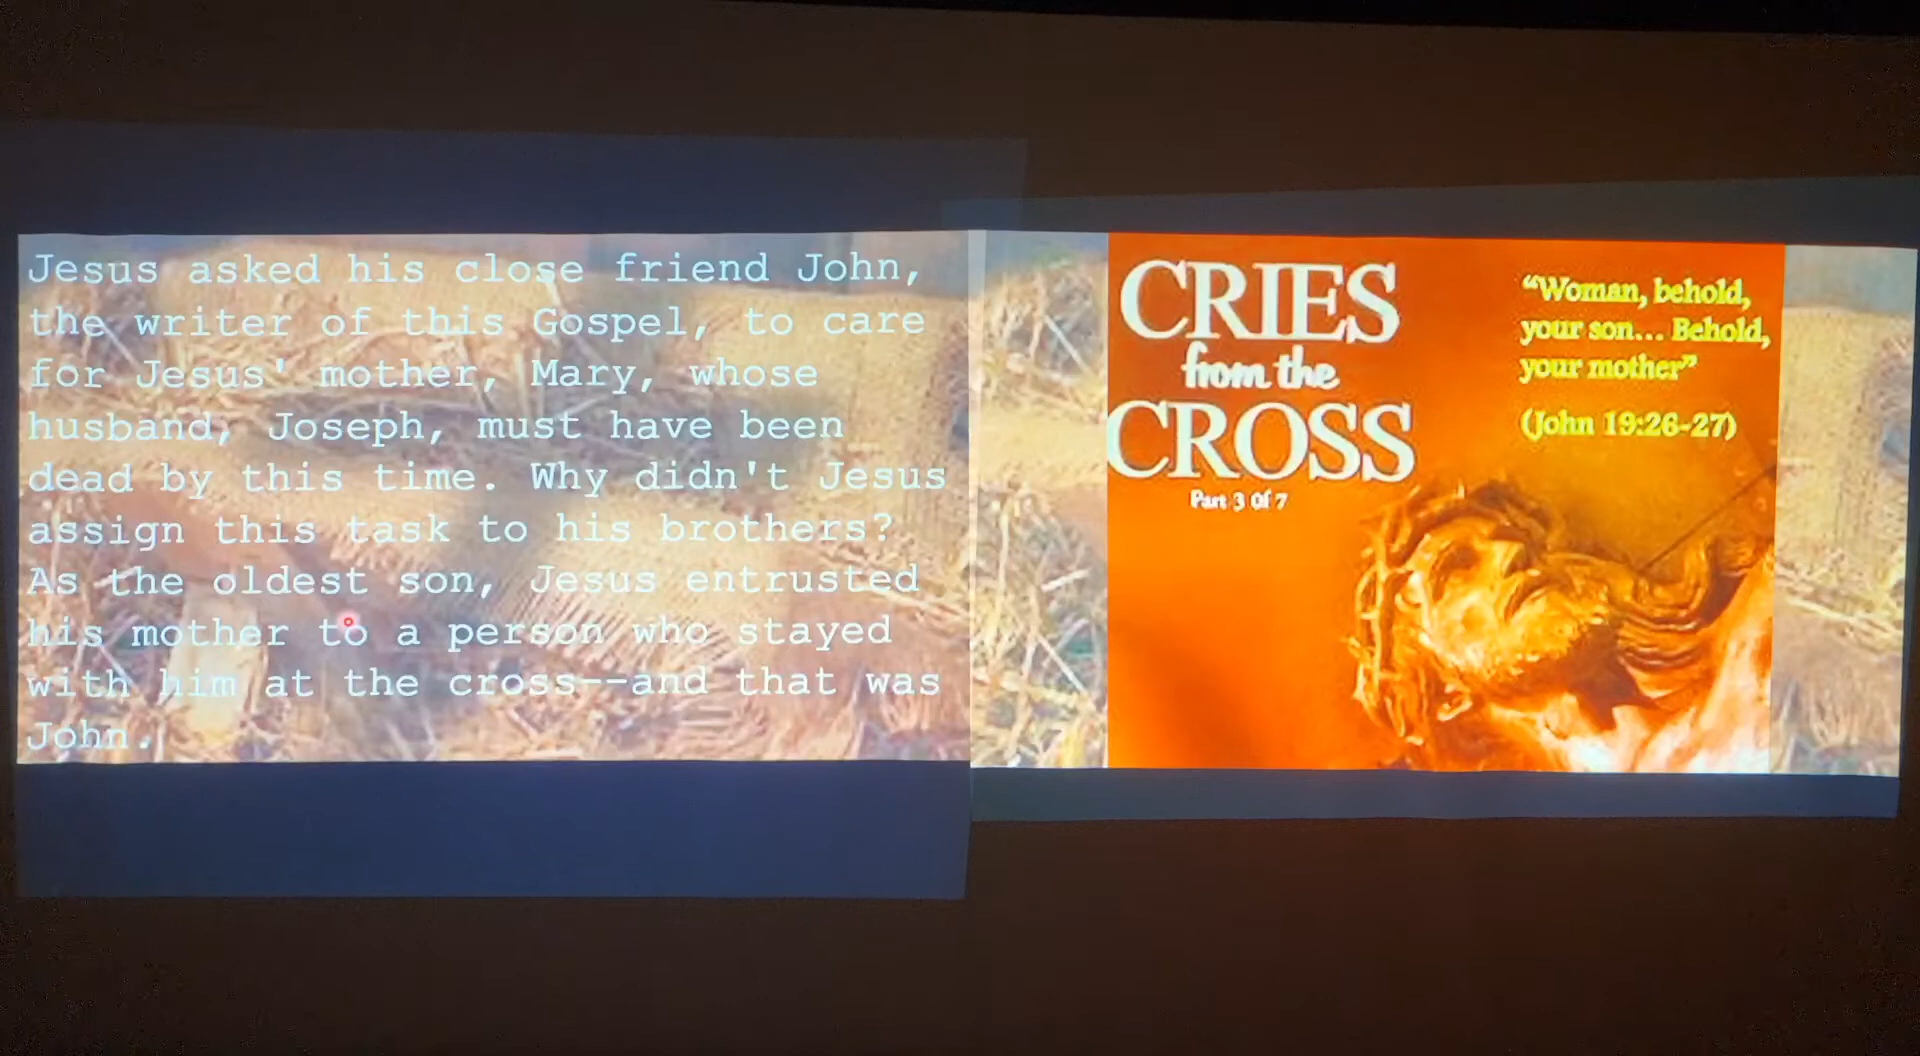 Jesus asked his close friend John,
the writer of this Gospel, to care
for Jesus' mother, Mary, whose
husband, Joseph, must have been
dead by this time. Why didn't Jesus
assign this task to his brothers?
As the oldest son, Jesus entrusted
his mother to a person who stayed
with him at the cross--and that was
John.
CRIES
from the
CROSS
Part 3 Of 7
“Woman, behold,
your son... Behold,
your mother”
(John 19:26-27)